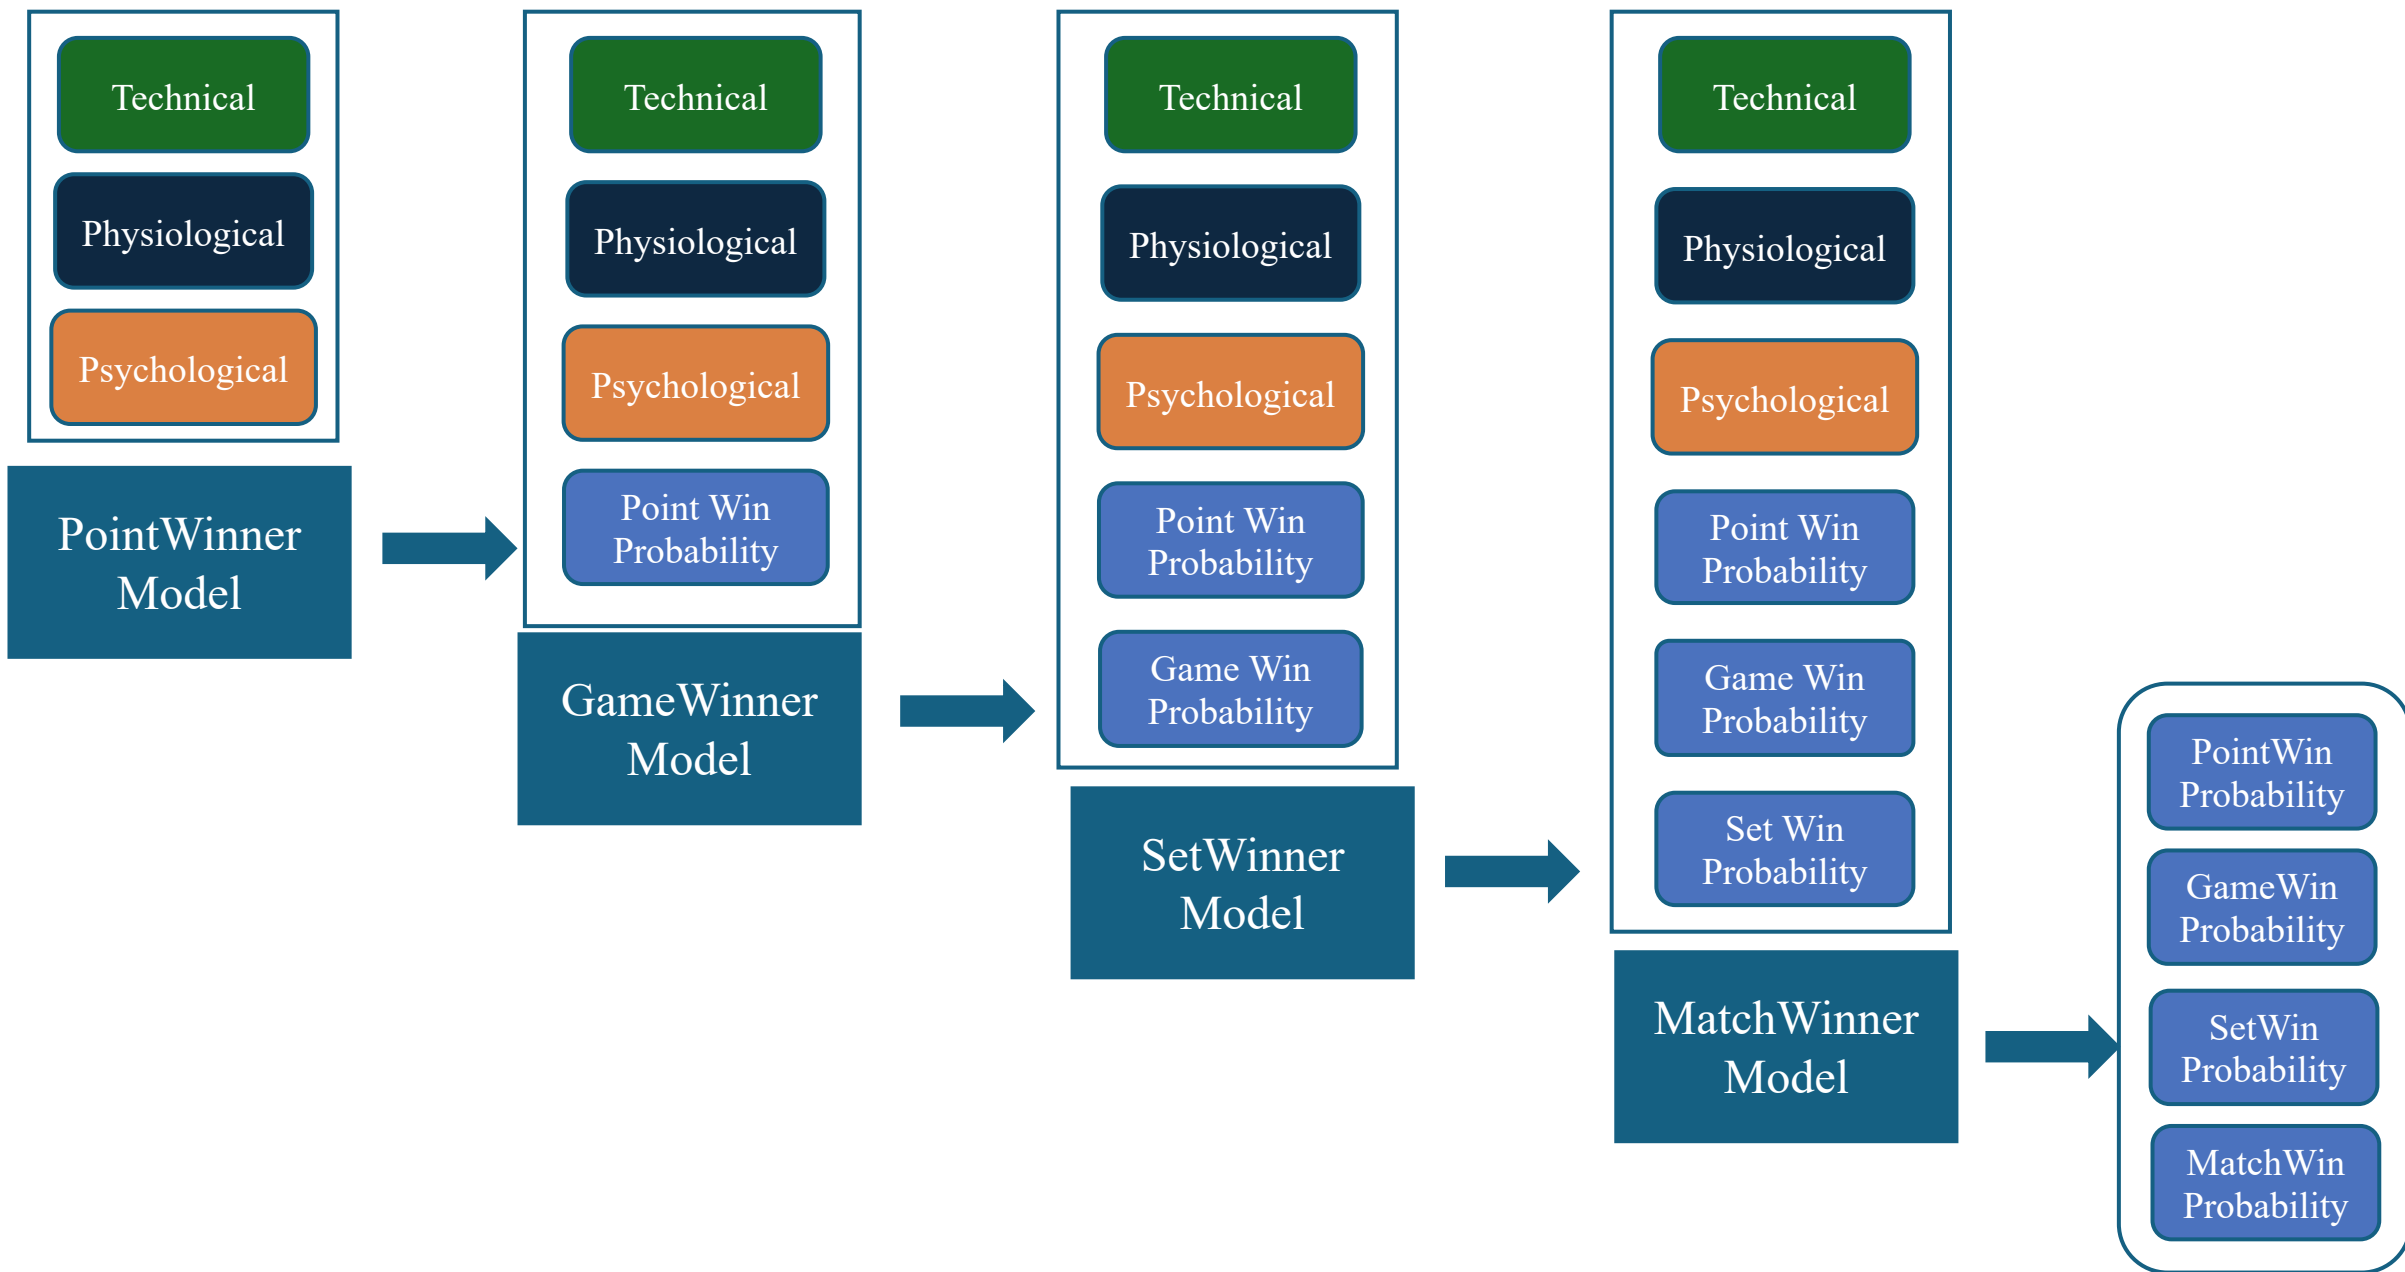 Technical
Physiological
Psychological
PointWinner
Model
Technical
Physiological
Psychological
Point Win
Probability
GameWinner
Model
Technical
Physiological
Psychological
Point Win
Probability
Game Win
Probability
SetWinner
Model
Technical
Physiological
Psychological
Point Win
Probability
Game Win
Probability
Set Win
Probability
MatchWinner
Model
PointWin
Probability
GameWin
Probability
SetWin
Probability
MatchWin
Probability